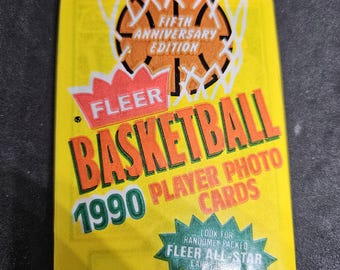 FIFTH
ANNIVERSARY
EDITION
FLEER
BASKETBALL
1990 PLAYER PHOTO
CARDS
LOOK FOR
RANDOMLY PACKED
FLEER ALL-STAR